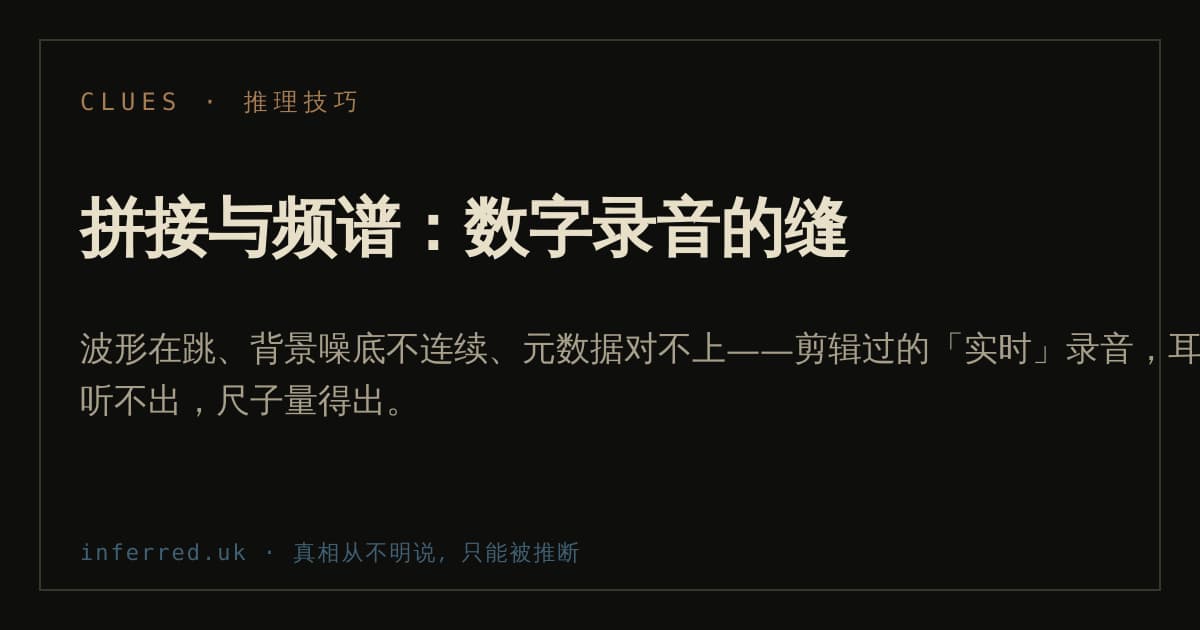 CLUES · 推理技巧
拼接与频谱：数字录音的缝
波形在跳、背景噪底不连续、元数据对不上——剪辑过的「实时」录音，耳
听不出，尺子量得出。
inferred.uk · 真相从不明说, 只能被推断